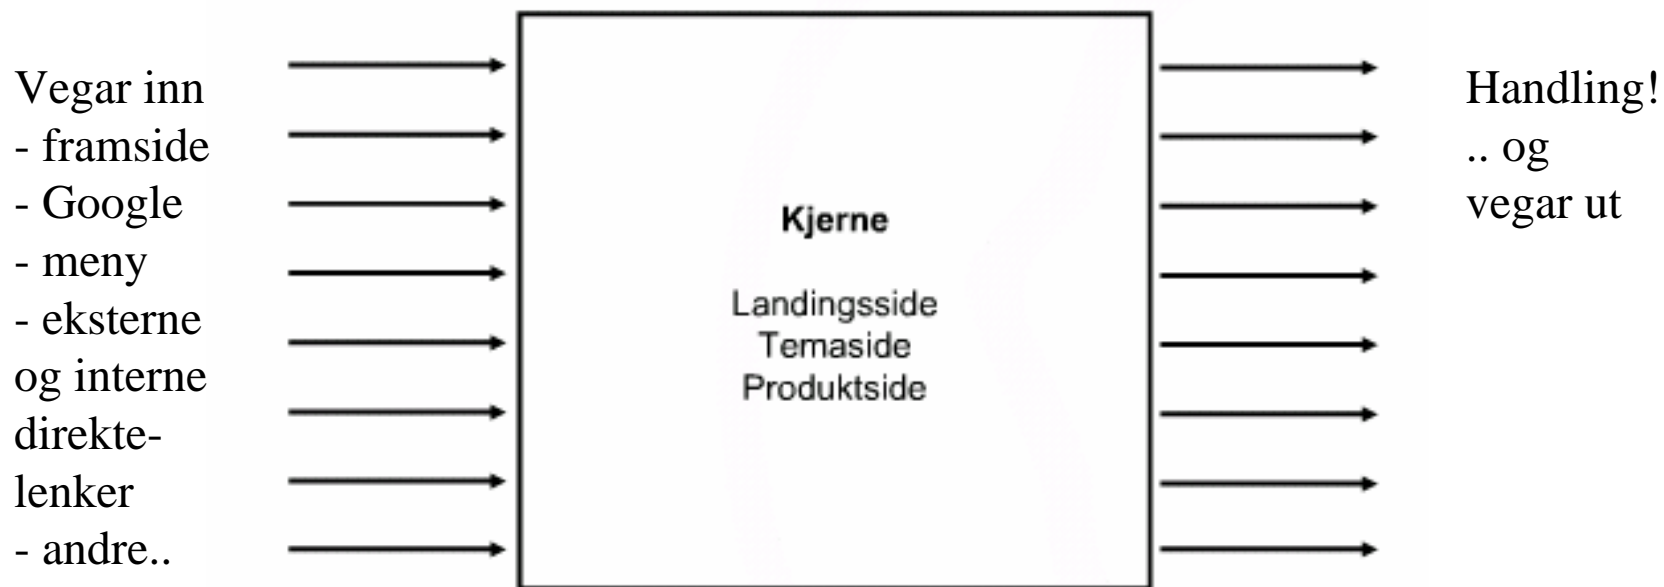 Vegar inn
- framside
- Google
- meny
- eksterne
og interne
direkte-
lenker
- andre..
Kjerne
Landingsside
Temaside
Produktside
Handling!
.. og
vegar ut